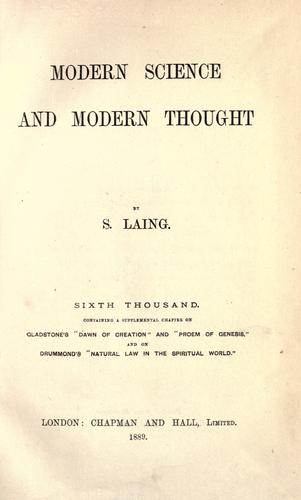 MODERN SCIENCE
AND MODERN THOUGHT
BY
S. LAING.
SIXTH THOUSAND.
CONTAINING A SUPPLEMENTAL CHAPTER ON
GLADSTONE'S "DAWN OF CREATION" AND "PROEM OF GENESIS,"
AND ON
DRUMMOND'S "NATURAL LAW IN THE SPIRITUAL WORLD."
LONDON: CHAPMAN AND HALL, LIMITED.
1889.